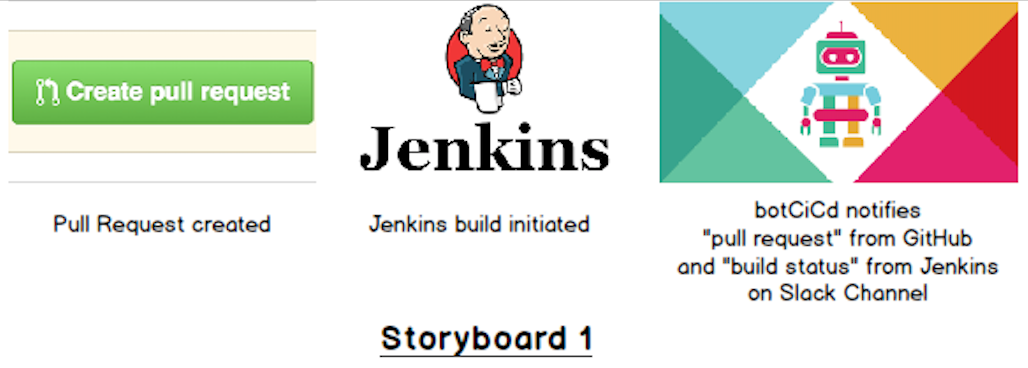 Create pull request
Jenkins
Pull Request created
Jenkins build initiated
botCiCd notifies
"pull request" from GitHub
and "build status" from Jenkins
on Slack Channel
Storyboard 1